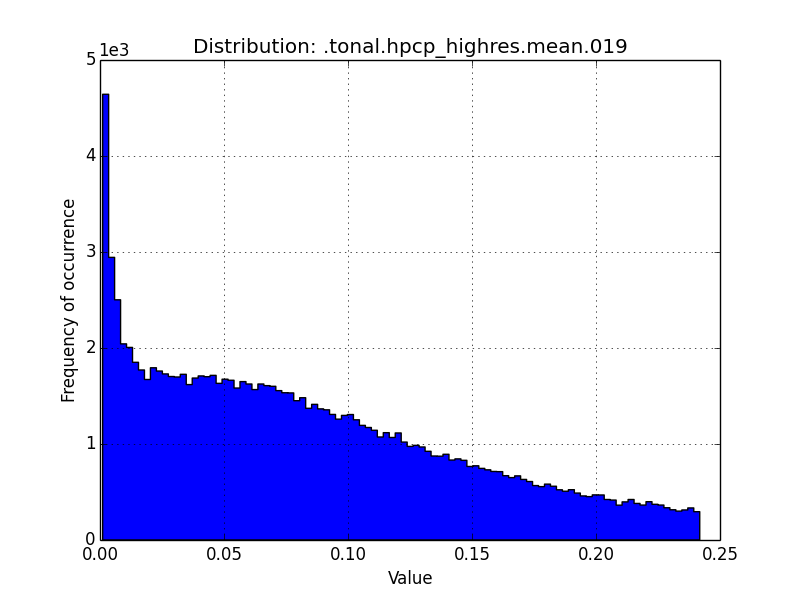 Distribution: .tonal.hpcp_highres.mean.019
1e3
5
4
3
2
1
0
Frequency of occurrence
0.00 0.05 0.10 0.15 0.20 0.25
Value